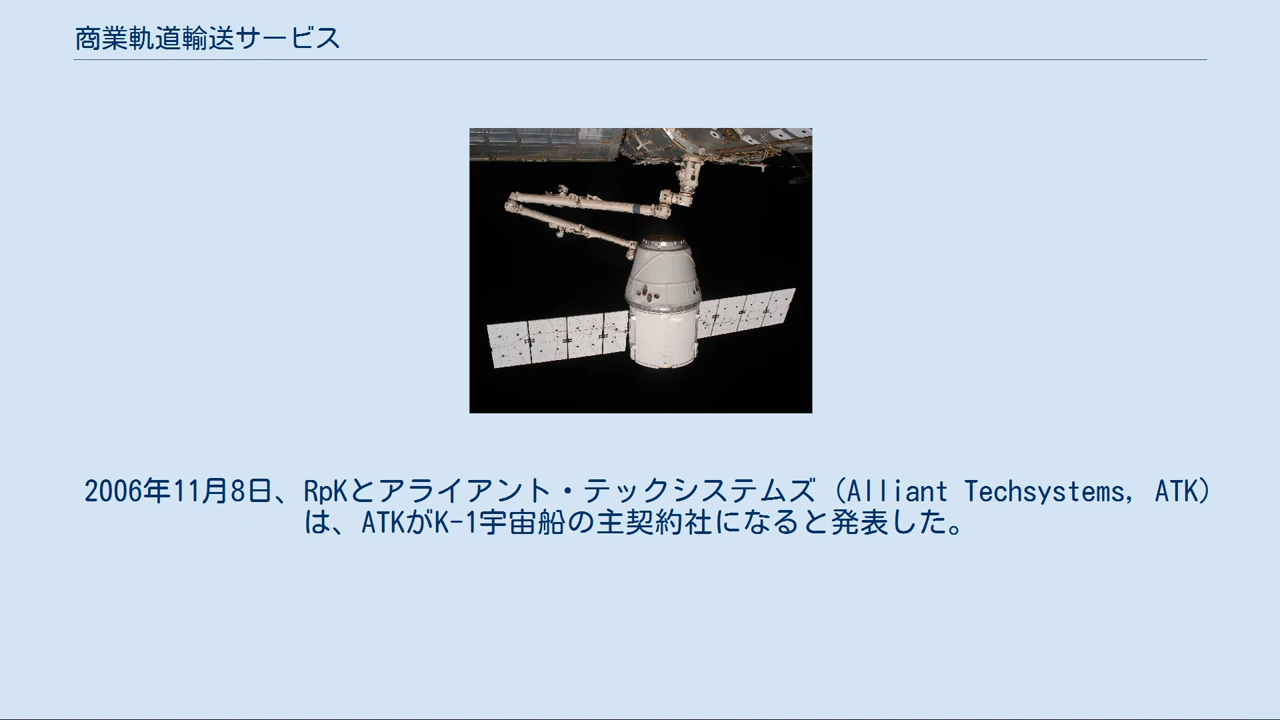 商業軌道輸送サービス
2006年11月8日、RpKとアライアント・テックシステムズ（Alliant Techsystems, ATK）
は、ATKがK-1宇宙船の主契約社になると発表した。